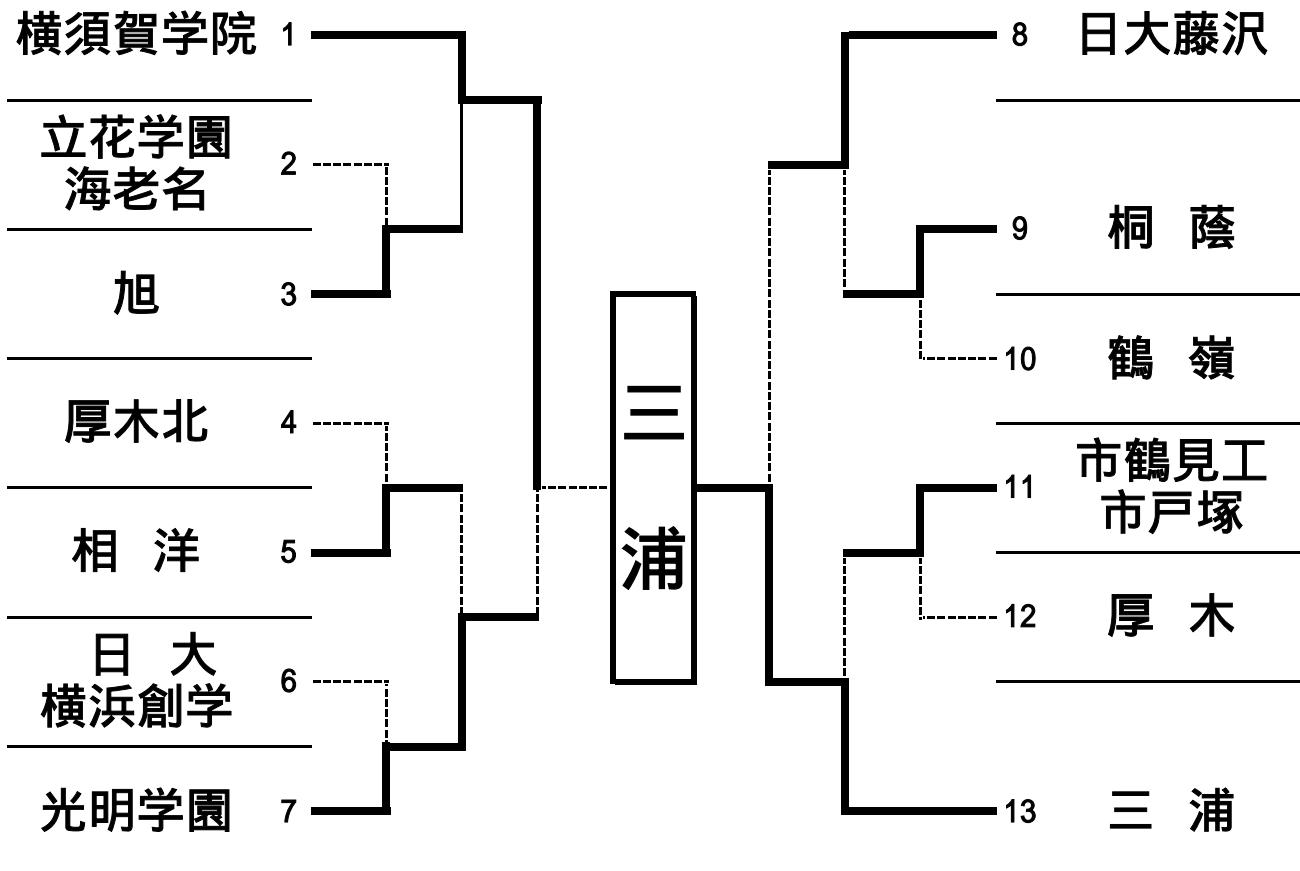 横須賀学院 1
立花学園
海老名 2
旭 3
厚木北 4
相 洋 5
日 大
横浜創学 6
光明学園 7
三
浦
8 日大藤沢
9 桐 蔭
10 鶴 嶺
11 市鶴見工
市戸塚
12 厚 木
13 三 浦